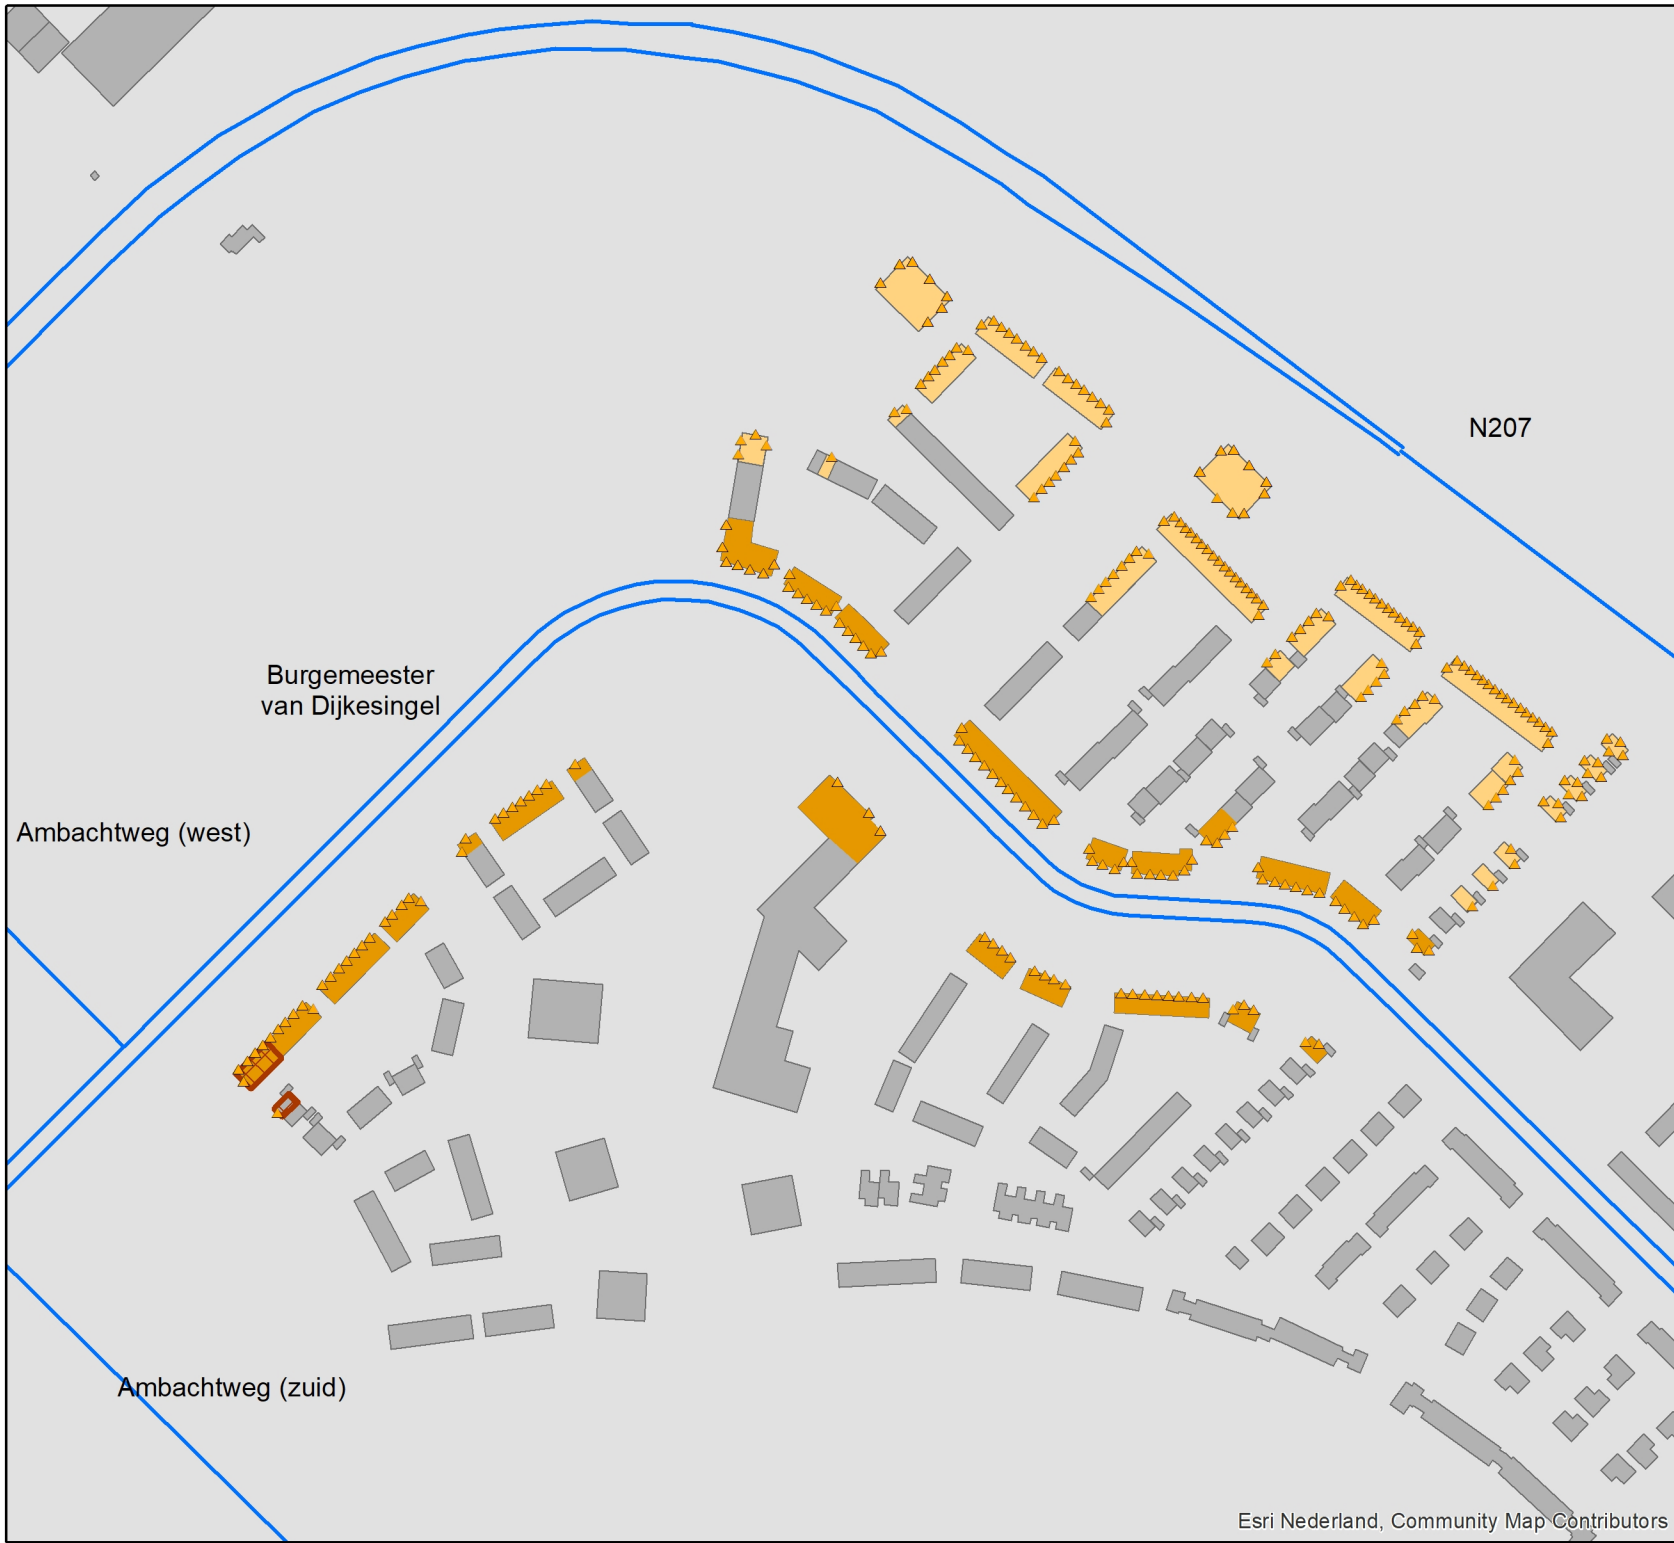 N207
Burgemeester
van Dijkesingel
Ambachtweg (west)
Ambachtweg (zuid)
Esri Nederland, Community Map Contributors